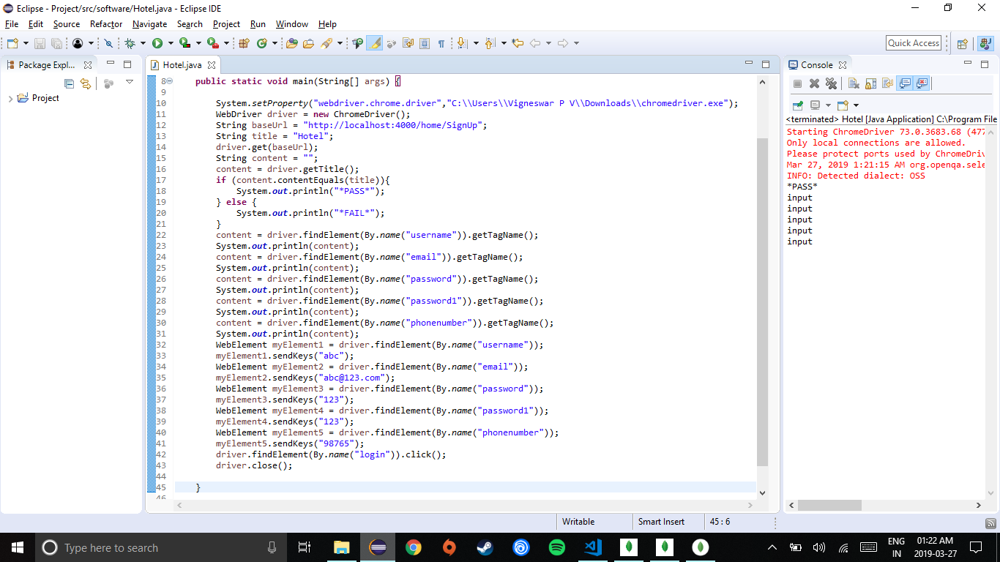 Eclipse - Project/src/software/Hotel.java - Eclipse IDE
File Edit Source Refactor Navigate Search Project Run Window Help
Quick Access
Package Expl...
Project
Hotel.java
8 public static void main(String[] args) {
9
10 System.setProperty("webdriver.chrome.driver","C:\\Users\\Vigneswar P V\\Downloads\\chromedriver.exe");
11 WebDriver driver = new ChromeDriver();
12 String baseUrl = "http://localhost:4000/home/SignUp";
13 String title = "Hotel";
14 driver.get(baseUrl);
15 String content = "";
16 content = driver.getTitle();
17 if (content.contentEquals(title)){
18 System.out.println("*PASS*");
19 } else {
20 System.out.println("*FAIL*");
21 }
22 content = driver.findElement(By.name("username")).getTagName();
23 System.out.println(content);
24 content = driver.findElement(By.name("email")).getTagName();
25 System.out.println(content);
26 content = driver.findElement(By.name("password")).getTagName();
27 System.out.println(content);
28 content = driver.findElement(By.name("password1")).getTagName();
29 System.out.println(content);
30 content = driver.findElement(By.name("phonenumber")).getTagName();
31 System.out.println(content);
32 WebElement myElement1 = driver.findElement(By.name("username"));
33 myElement1.sendKeys("abc");
34 WebElement myElement2 = driver.findElement(By.name("email"));
35 myElement2.sendKeys("abc@123.com");
36 WebElement myElement3 = driver.findElement(By.name("password"));
37 myElement3.sendKeys("123");
38 WebElement myElement4 = driver.findElement(By.name("password1"));
39 myElement4.sendKeys("123");
40 WebElement myElement5 = driver.findElement(By.name("phonenumber"));
41 myElement5.sendKeys("98765");
42 driver.findElement(By.name("login")).click();
43 driver.close();
44
45 }
46
Console
<terminated> Hotel [Java Application] C:\Program File
Starting ChromeDriver 73.0.3683.68 (477
Only local connections are allowed.
Please protect ports used by ChromeDriv
Mar 27, 2019 1:21:15 AM org.openqa.sele
INFO: Detected dialect: OSS
*PASS*
input
input
input
input
input
Writable Smart Insert 45 : 6
Type here to search
ENG
IN
01:22 AM
2019-03-27